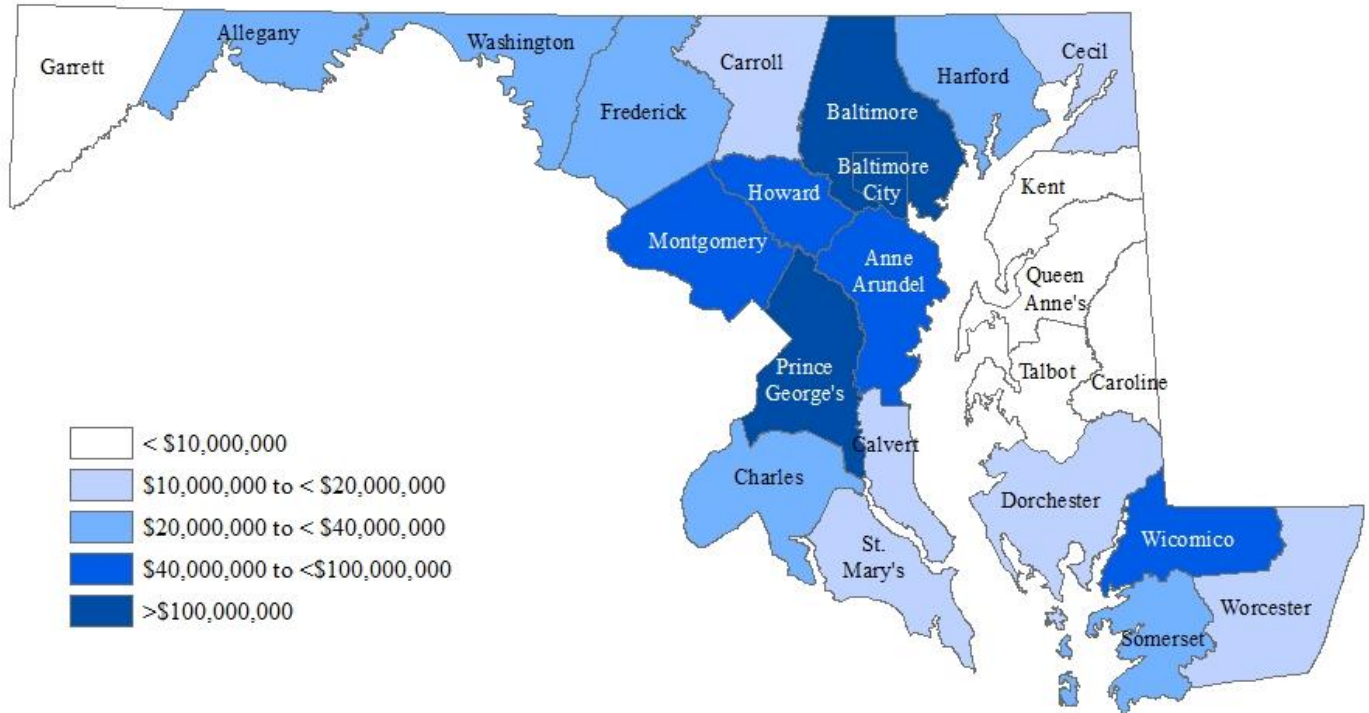 Garrett
Allegany
Washington
Frederick
Carroll
Baltimore
Baltimore
City
Harford
Cecil
Howard
Montgomery
Anne
Arundel
Kent
Queen
Anne's
Talbot
Caroline
Prince
George's
Calvert
Charles
St.
Mary's
Dorchester
Wicomico
Somerset
Worcester
< $10,000,000
$10,000,000 to < $20,000,000
$20,000,000 to < $40,000,000
$40,000,000 to <$100,000,000
>$100,000,000